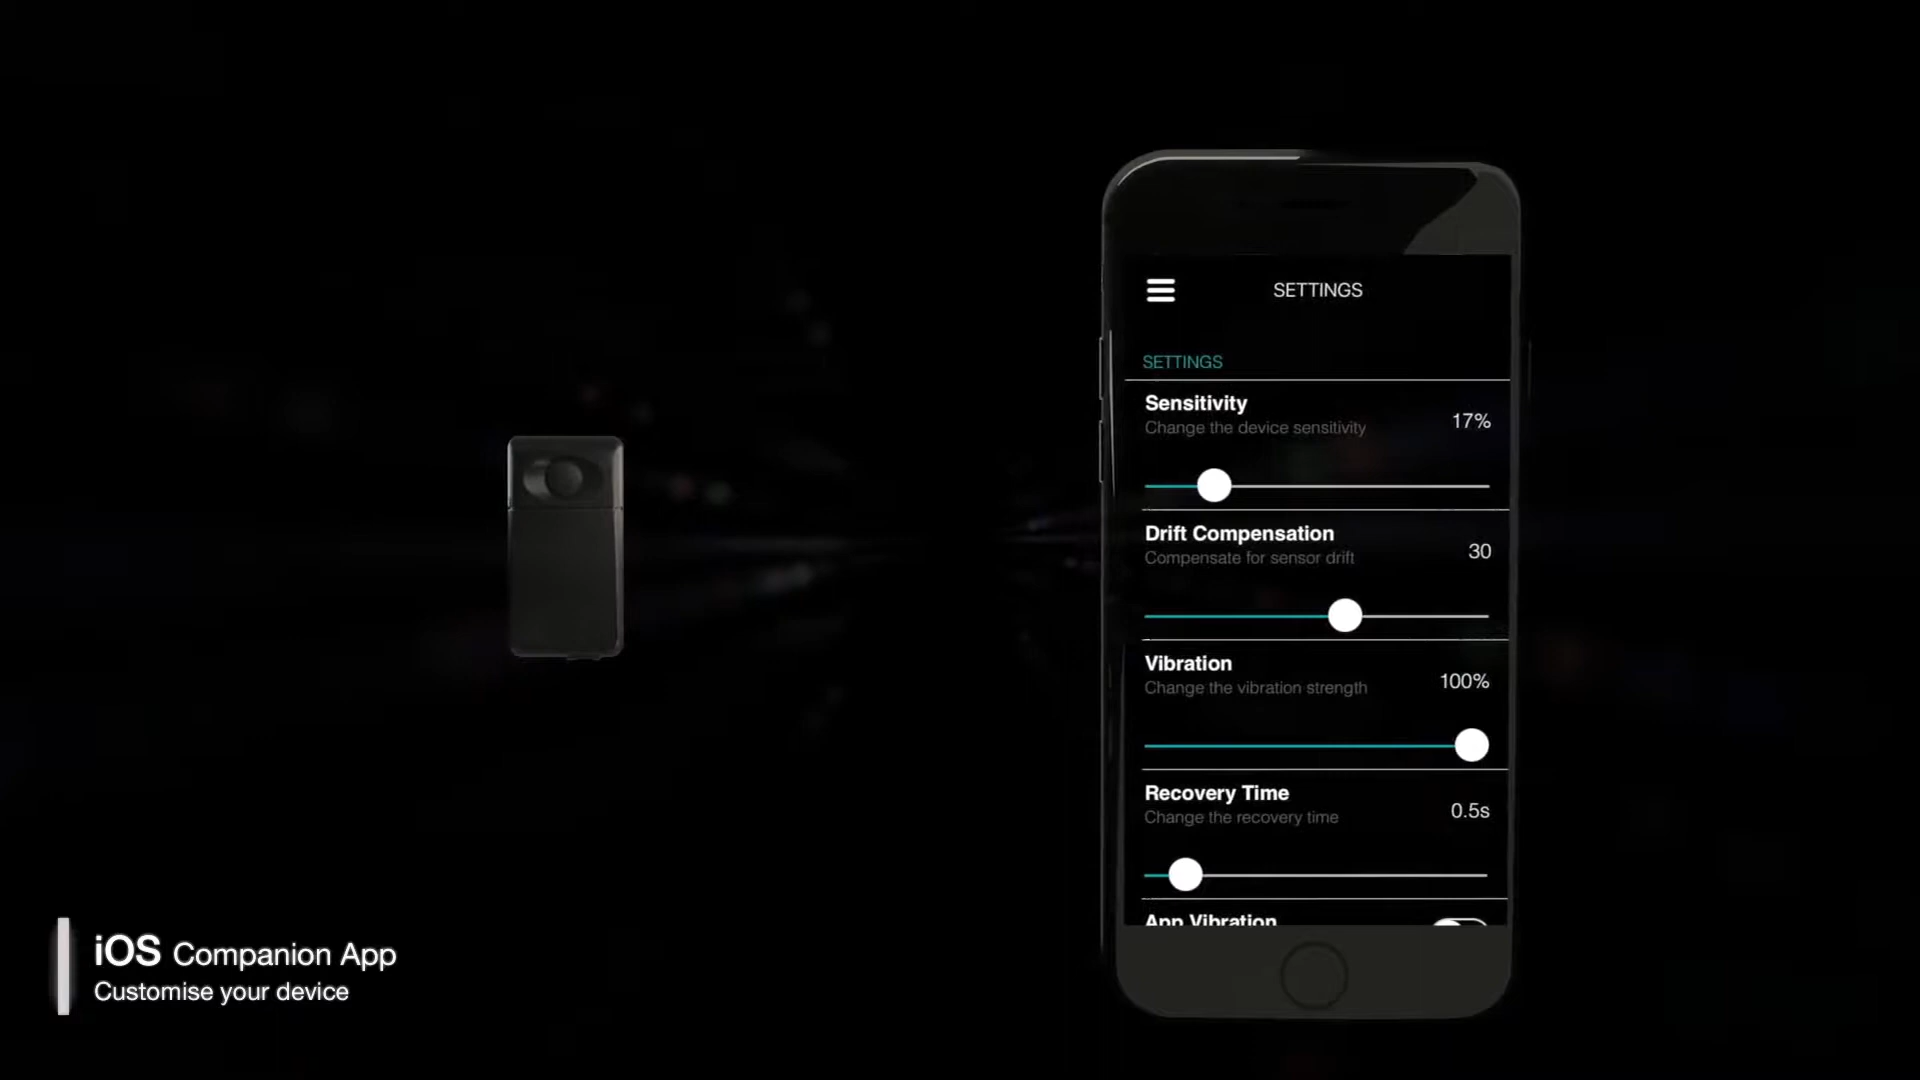 SETTINGS
SETTINGS
Sensitivity
Change the device sensitivity
17%
Drift Compensation
Compensate for sensor drift
30
Vibration
Change the vibration strength
100%
Recovery Time
Change the recovery time
0.5s
App Vibration
iOS Companion App
Customise your device